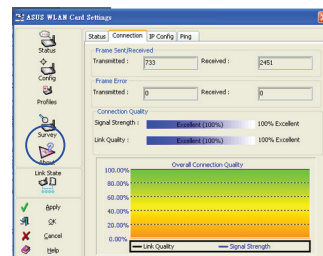 ASUS WLAN Card Settings
Status Connection IP Config Ping
Status
Config
Profiles
Survey
About
Link State
Apply
OK
Cancel
Help
Frame Sent/Received
Transmitted : 733 Received : 2451
Frame Error
Transmitted : 0 Received : 0
Connection Quality
Signal Strength : Excellent (100%) 100% Excellent
Link Quality : Excellent (100%) 100% Excellent
Overall Connection Quality
100.00%
80.00%
60.00%
40.00%
20.00%
0.00%
Link Quality Signal Strength